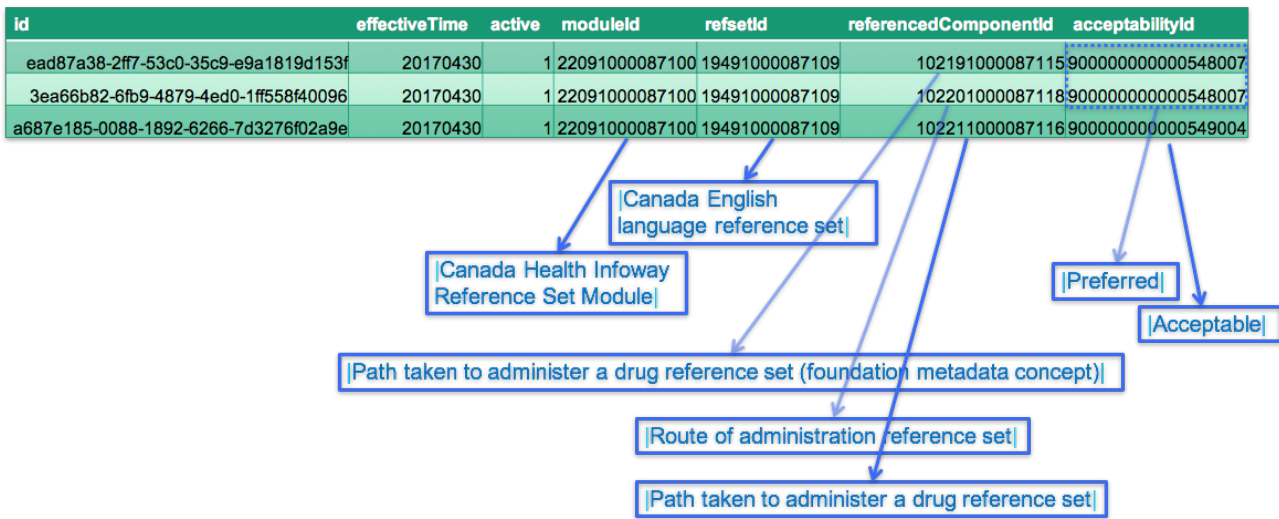 id effectiveTime active moduleId refsetId referencedComponentId acceptabilityId
ead87a38-2ff7-53c0-35c9-e9a1819d153f 20170430 1 22091000087100 19491000087109 102191000087115 900000000000548007
3ea66b82-6fb9-4879-4ed0-1ff558f40096 20170430 1 22091000087100 19491000087109 102201000087118 900000000000548007
a687e185-0088-1892-6266-7d3276f02a9e 20170430 1 22091000087100 19491000087109 102211000087116 900000000000549004
|Canada English
language reference set|
|Canada Health Infoway
Reference Set Module|
|Preferred|
|Acceptable|
|Path taken to administer a drug reference set (foundation metadata concept)|
|Route of administration reference set|
|Path taken to administer a drug reference set|